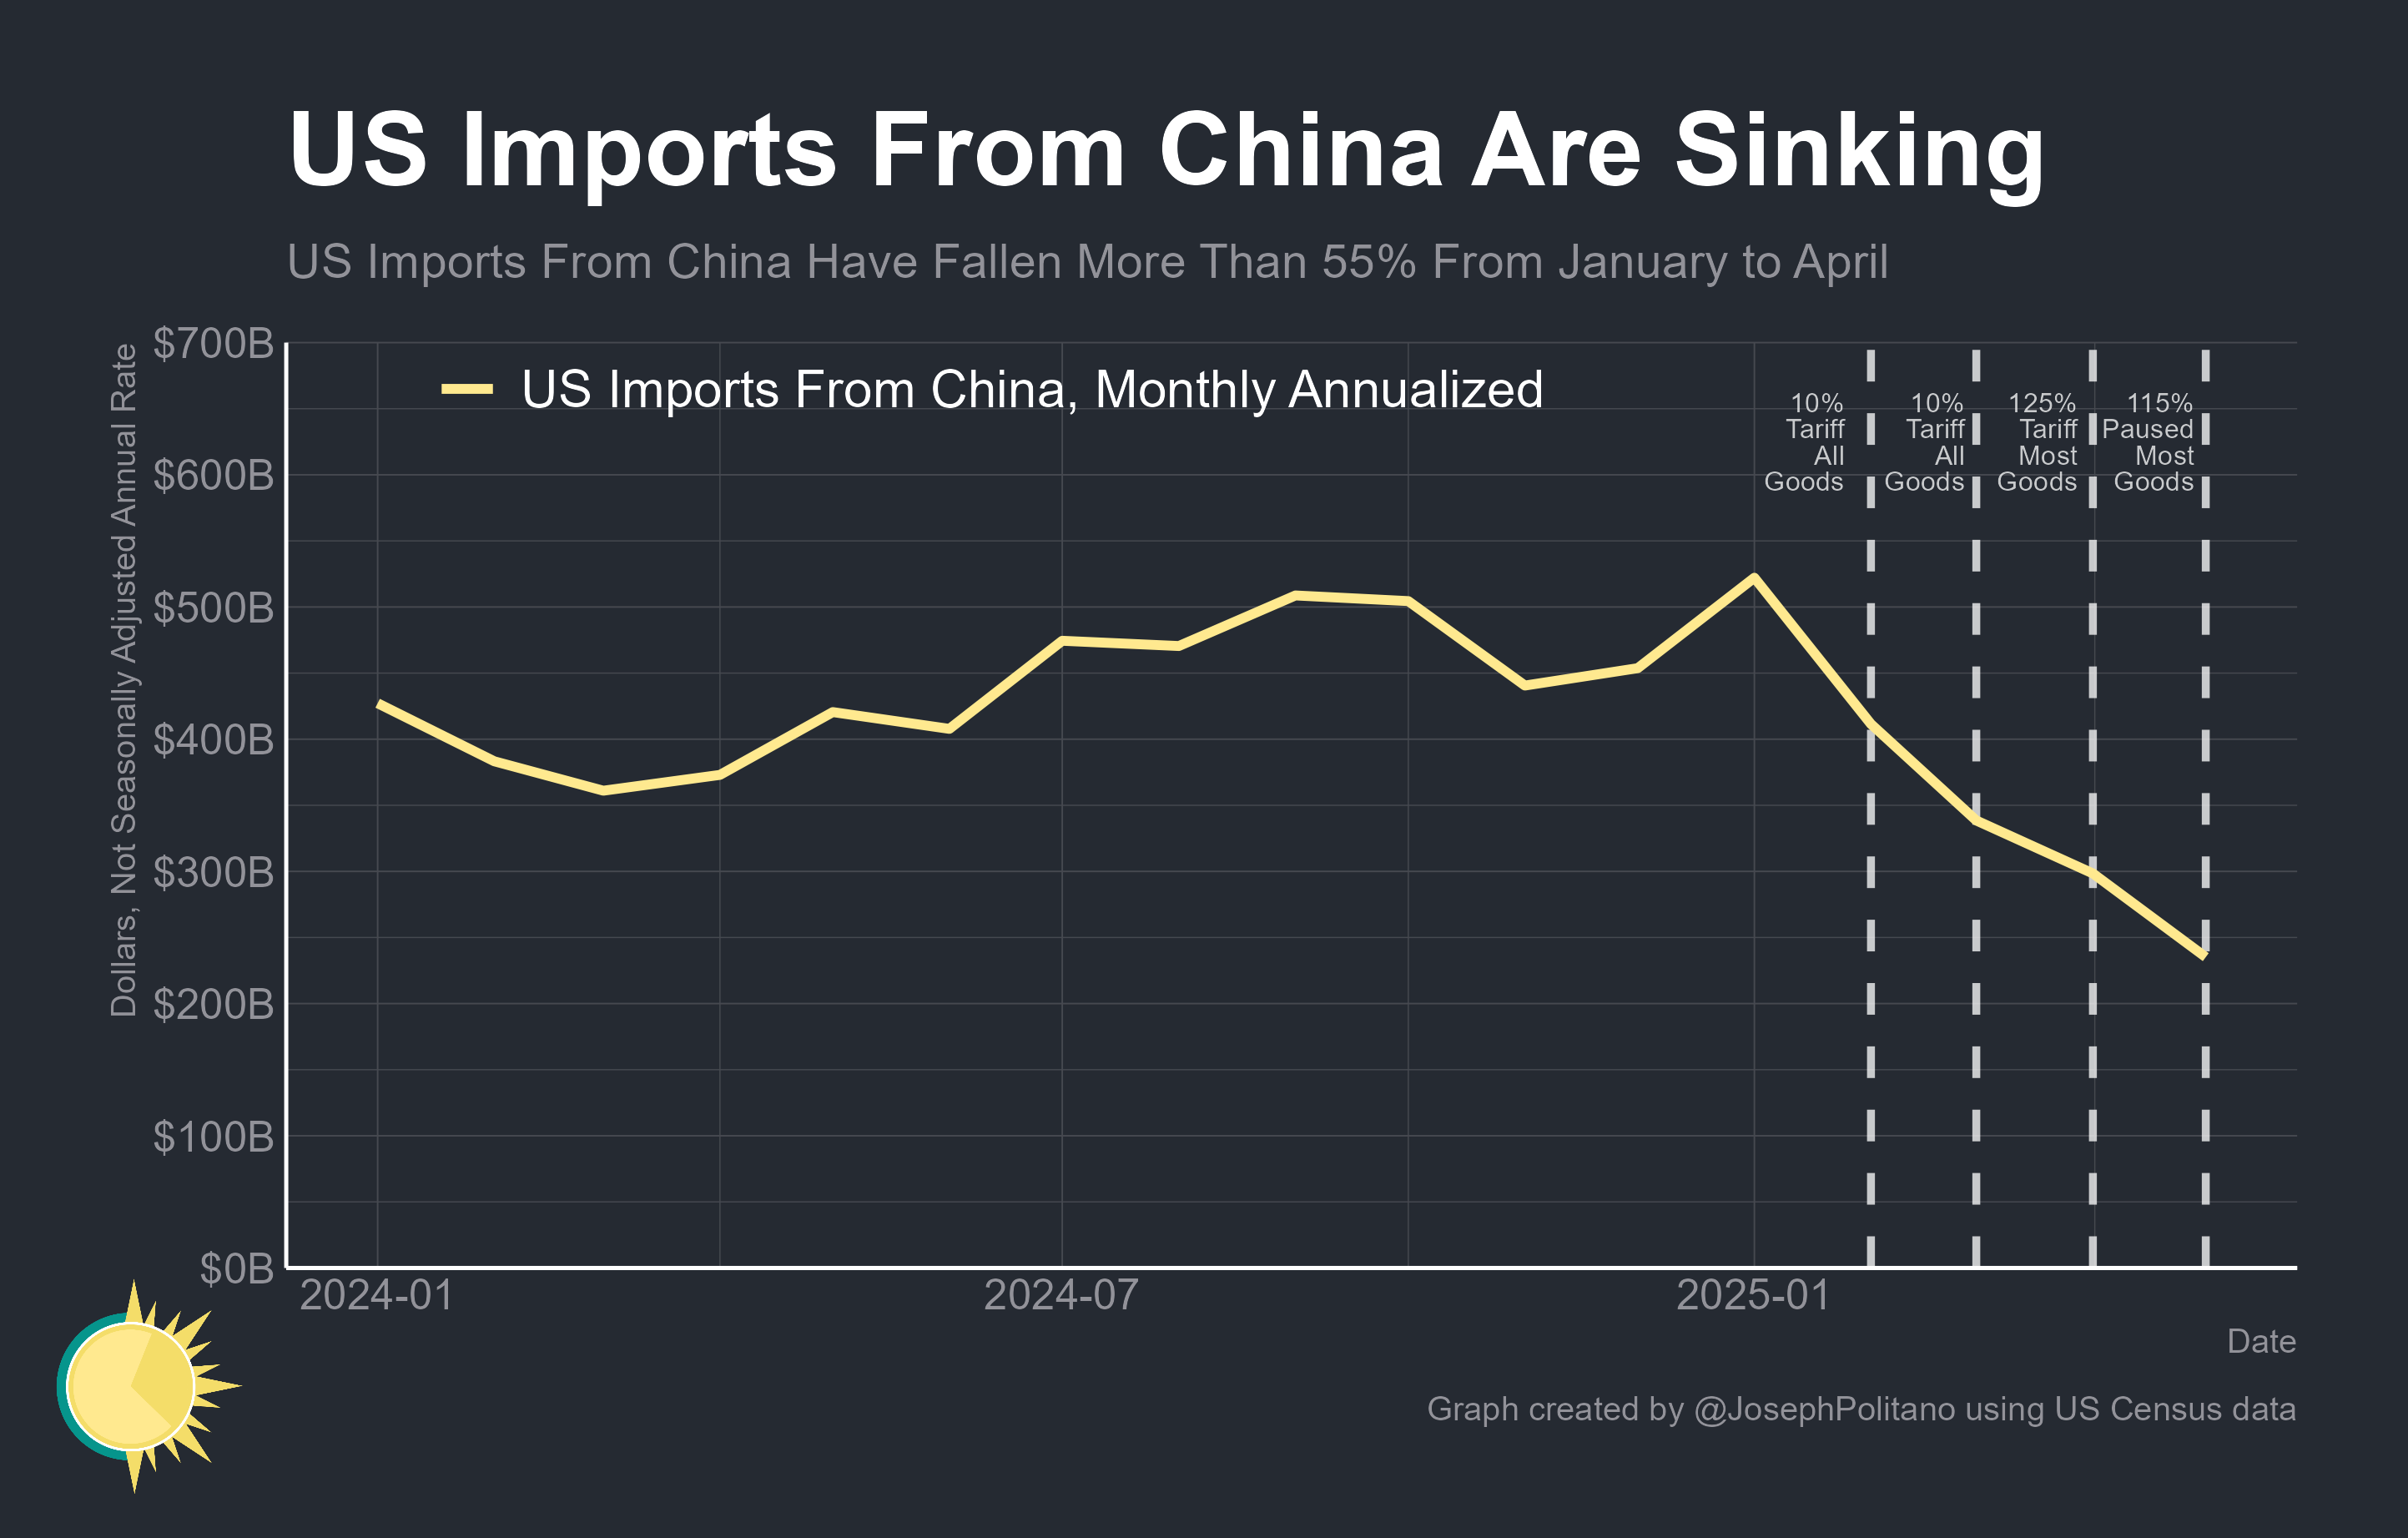 US Imports From China Are Sinking
US Imports From China Have Fallen More Than 55% From January to April
Dollars, Not Seasonally Adjusted Annual Rate
$700B
$600B
$500B
$400B
$300B
$200B
$100B
$0B
US Imports From China, Monthly Annualized
10%
Tariff
All
Goods
10%
Tariff
All
Goods
125%
Tariff
Most
Goods
115%
Paused
Most
Goods
2024-01
2024-07
2025-01
Date
Graph created by @JosephPolitano using US Census data